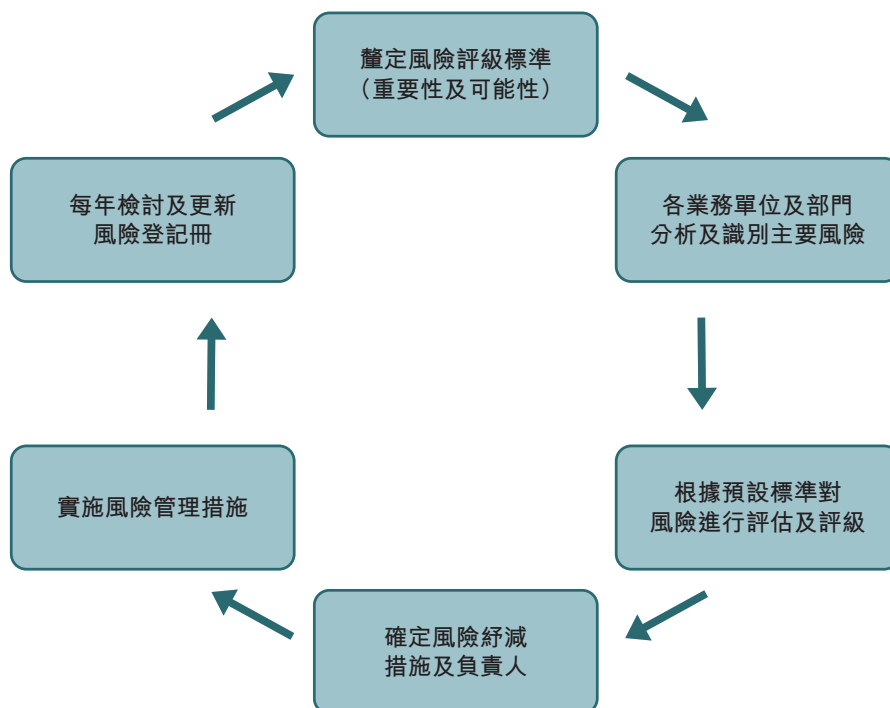 釐定風險評級標準
（重要性及可能性）
各業務單位及部門
分析及識別主要風險
根據預設標準對
風險進行評估及評級
確定風險紓減
措施及負責人
實施風險管理措施
每年檢討及更新
風險登記冊